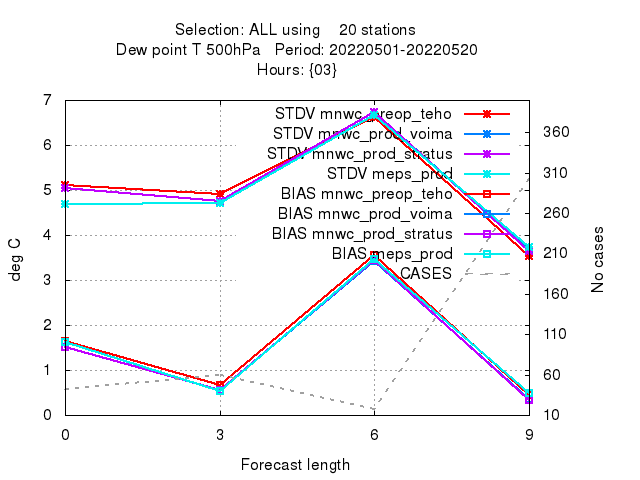 Selection: ALL using 20 stations
Dew point T 500hPa Period: 20220501-20220520
Hours: {03}
7
6
5
4
3
2
1
0
deg C
STDV mnwc_preop_teho
STDV mnwc_prod_voima
STDV mnwc_prod_stratus
STDV meps_prod
BIAS mnwc_preop_teho
BIAS mnwc_prod_voima
BIAS mnwc_prod_stratus
BIAS meps_prod
CASES
360
310
260
210
160
110
60
10
No cases
0 3 6 9
Forecast length